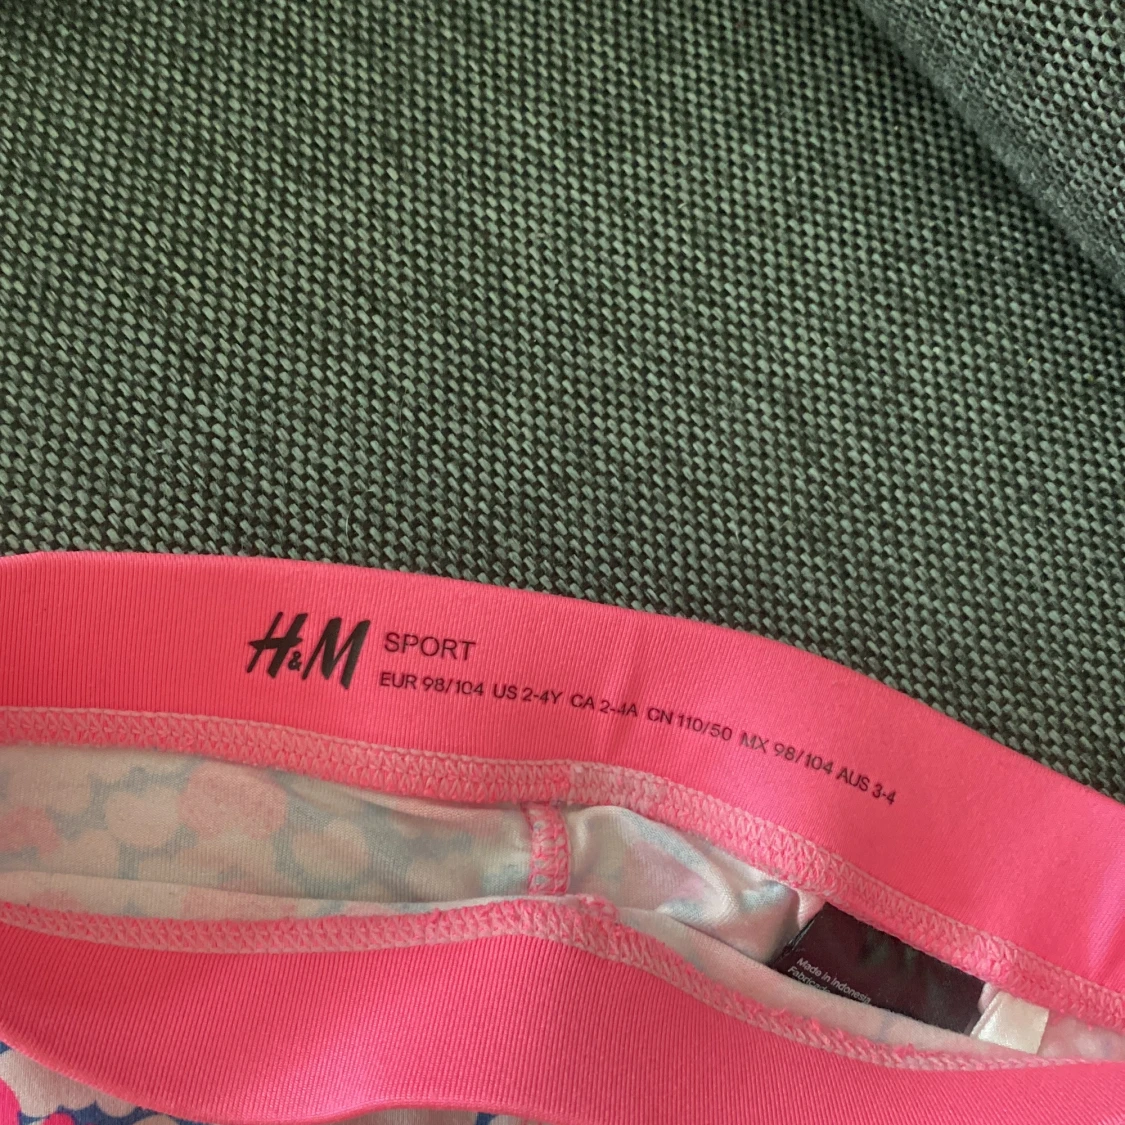 H&M SPORT
EUR 98/104 US 2-4Y CA 2-4A CN 110/50 MX 98/104 AUS 3-4
Made in Indonesia